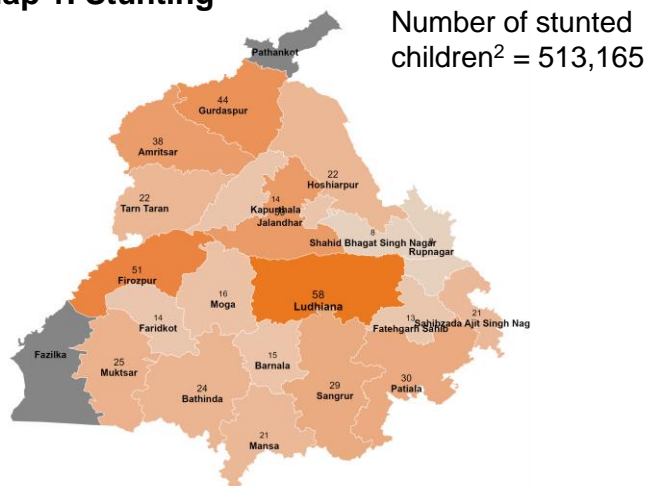 ap 1: Stunting
Number of stunted
children² = 513,165
Pathankot
44
Gurdaspur
38
Amritsar
22
Hoshiarpur
22
Tarn Taran
14
Kapurthala
Jalandhar
8
Shahid Bhagat Singh Nagar
Rupnagar
51
Firozpur
16
Moga
58
Ludhiana
14
Faridkot
13
Fatehgarh Sahib
21
Sahibzada Ajit Singh Nag
Fazilka
25
Muktsar
24
Bathinda
15
Barnala
29
Sangrur
30
Patiala
21
Mansa